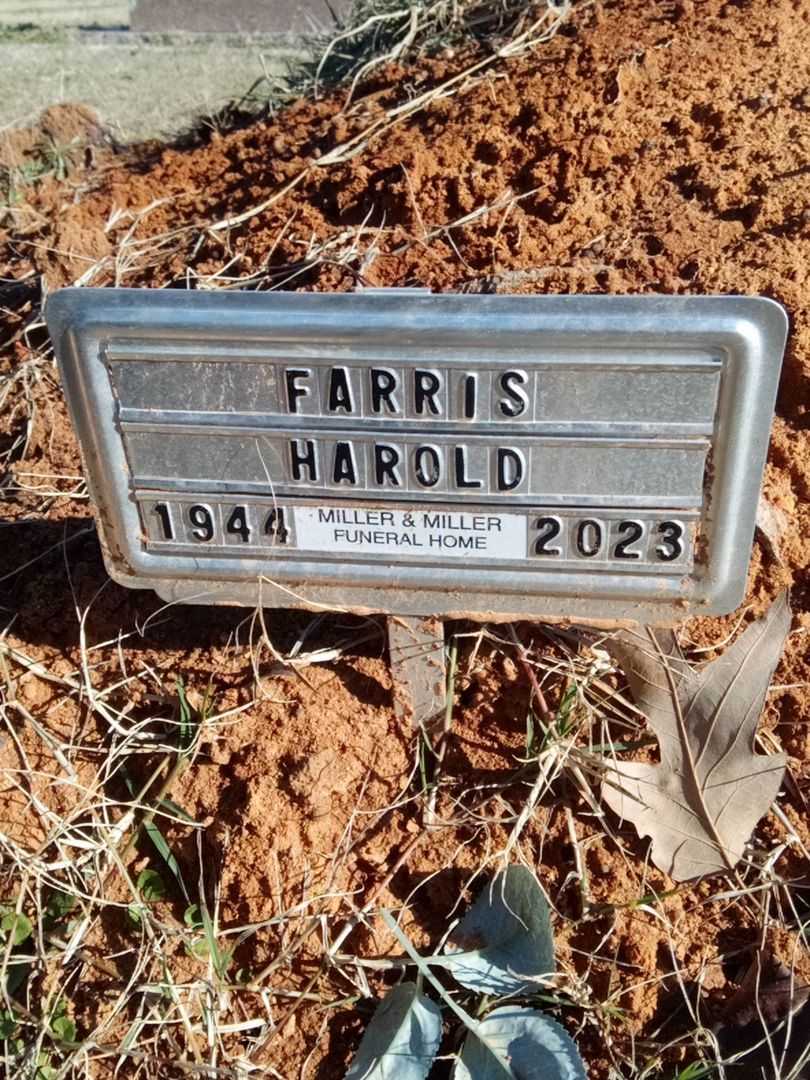 FARRIS
HAROLD
1944 MILLER & MILLER 2023
FUNERAL HOME